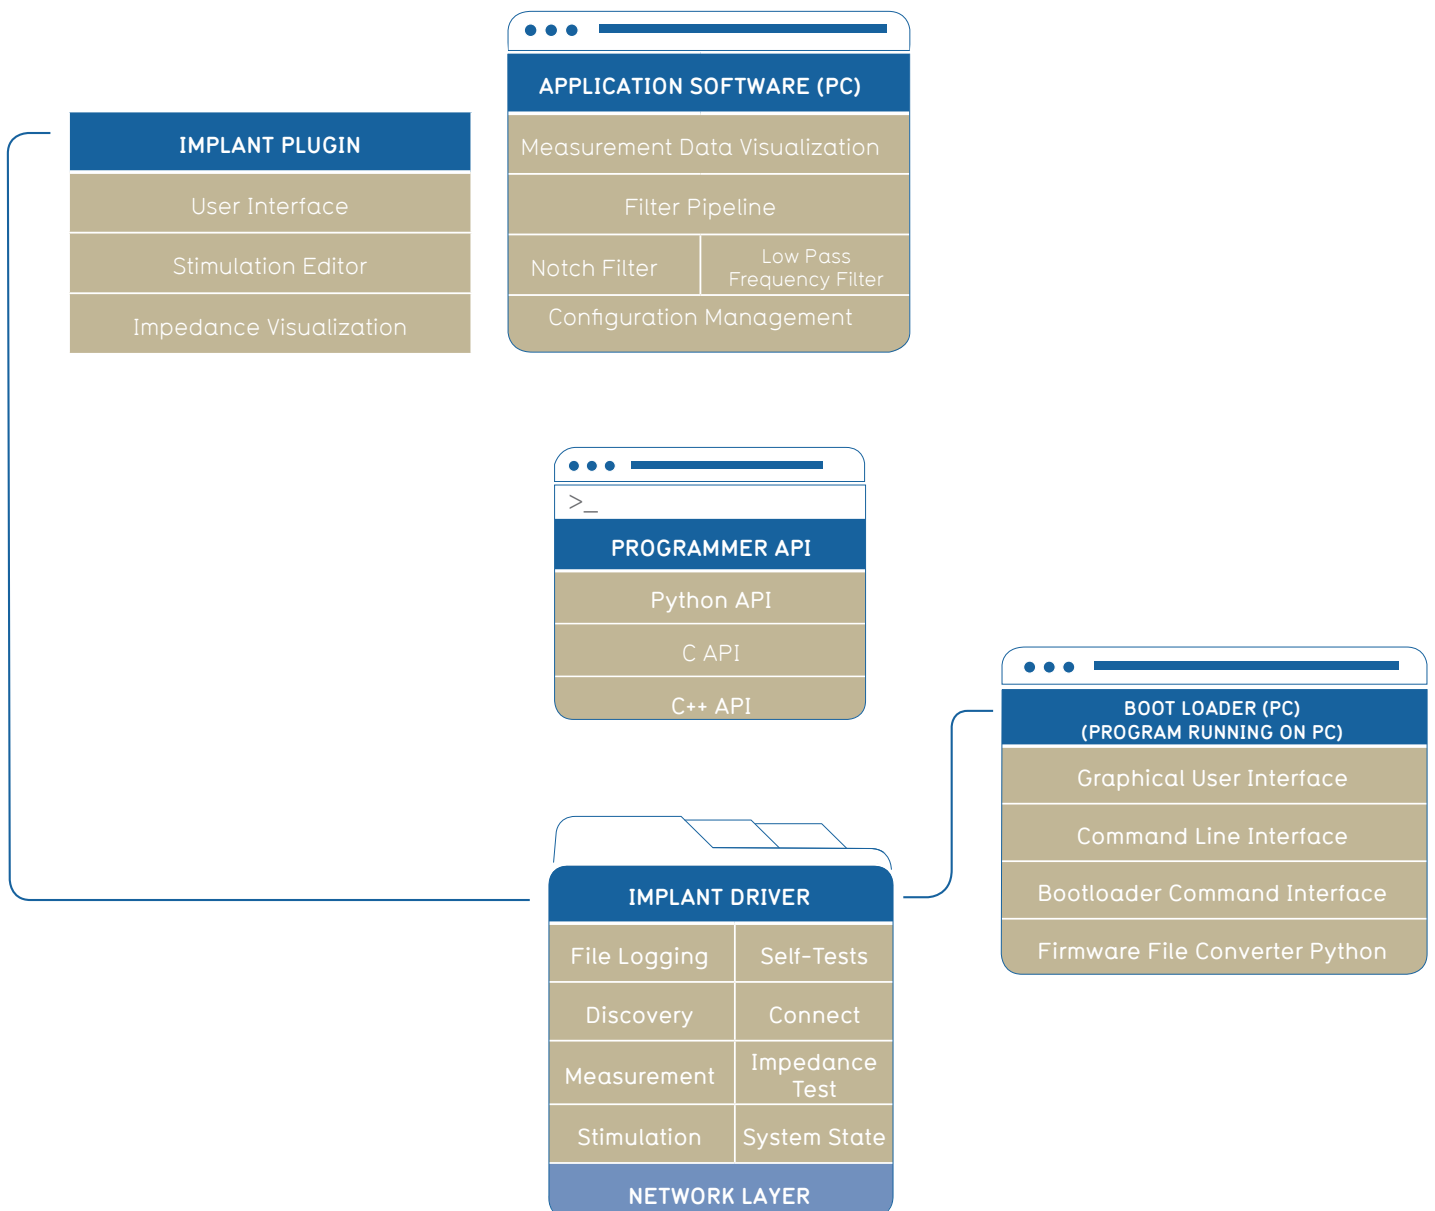 APPLICATION SOFTWARE (PC)
Measurement Data Visualization
Filter Pipeline
Notch Filter
Low Pass
Frequency Filter
Configuration Management
IMPLANT PLUGIN
User Interface
Stimulation Editor
Impedance Visualization
>_
PROGRAMMER API
Python API
C API
C++ API
BOOT LOADER (PC)
(PROGRAM RUNNING ON PC)
Graphical User Interface
Command Line Interface
Bootloader Command Interface
Firmware File Converter Python
IMPLANT DRIVER
File Logging
Self-Tests
Discovery
Connect
Measurement
Impedance
Test
Stimulation
System State
NETWORK LAYER